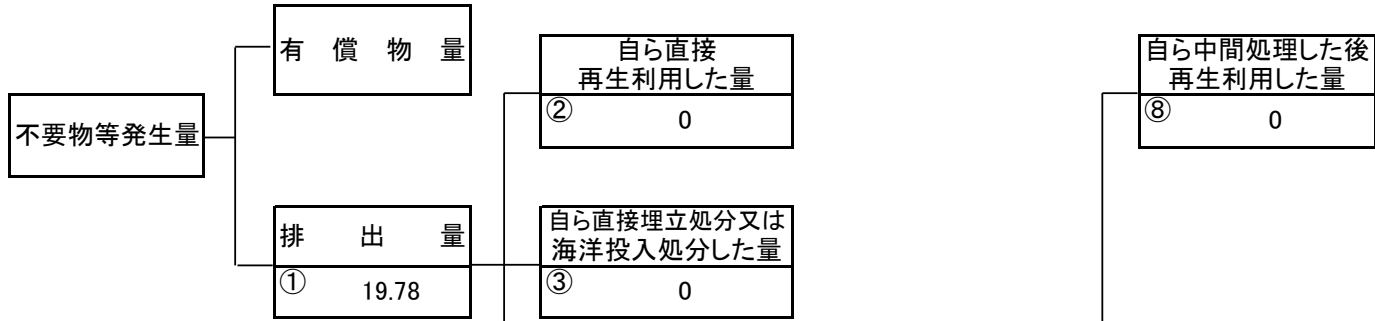 有償物量
自ら直接
再生利用した量
② 0
自ら中間処理した後
再生利用した量
⑧ 0
不要物等発生量
排出量
① 19.78
自ら直接埋立処分又は
海洋投入処分した量
③ 0